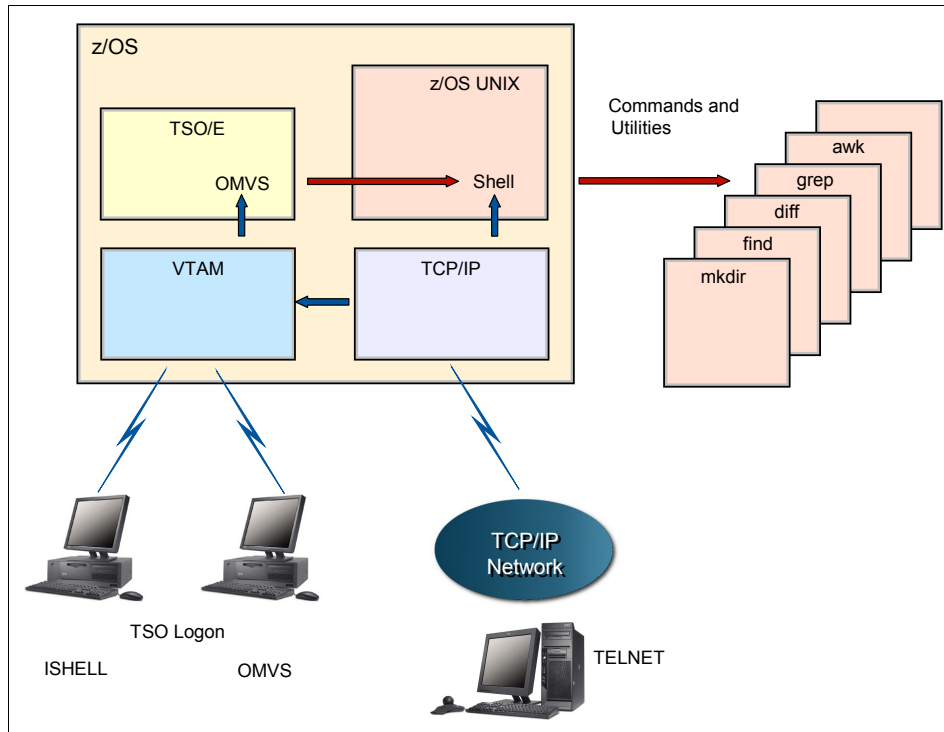 z/OS
z/OS UNIX
TSO/E
OMVS
Shell
VTAM
TCP/IP
Commands and
Utilities
awk
grep
diff
find
mkdir
TCP/IP
Network
TSO Logon
ISHELL
OMVS
TELNET